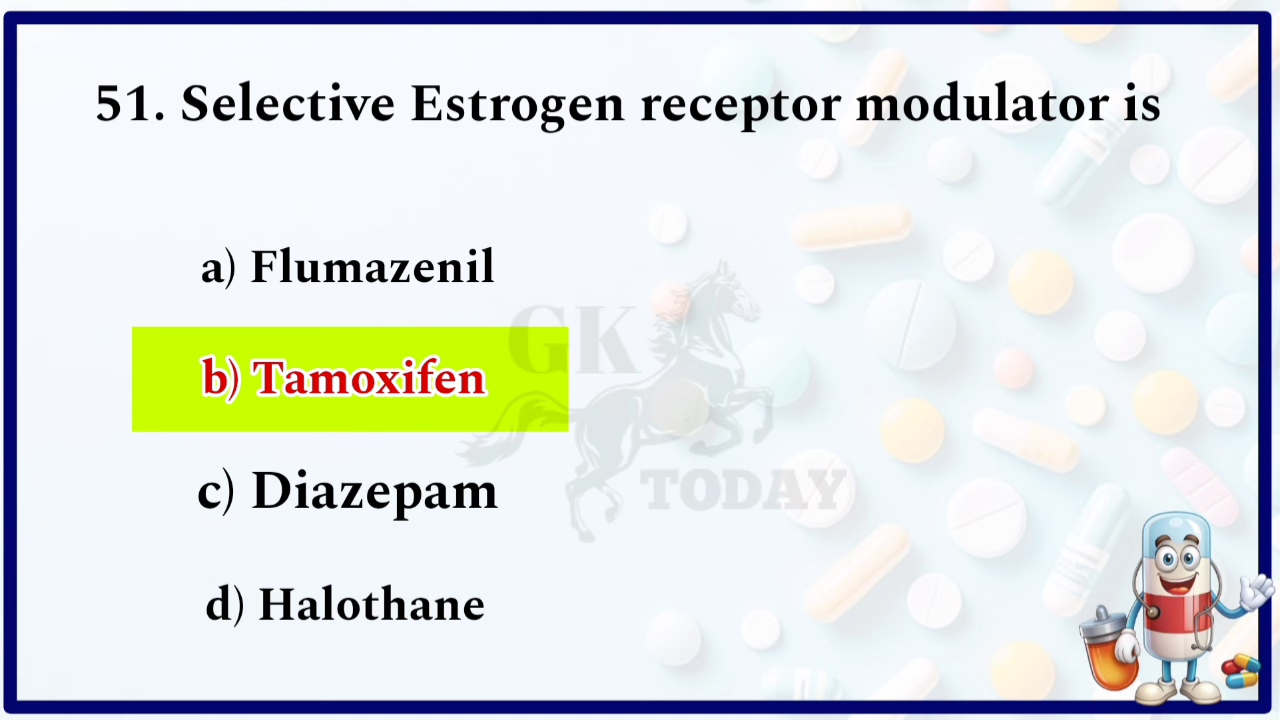 51. Selective Estrogen receptor modulator is
a) Flumazenil
b) Tamoxifen
c) Diazepam
d) Halothane
GK
TODAY